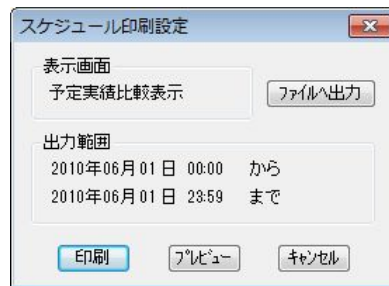 スケジュール印刷設定
表示画面
予定実績比較表示
ファイルへ出力
出力範囲
2010年06月01日 00:00 から
2010年06月01日 23:59 まで
印刷 プレビュー キャンセル